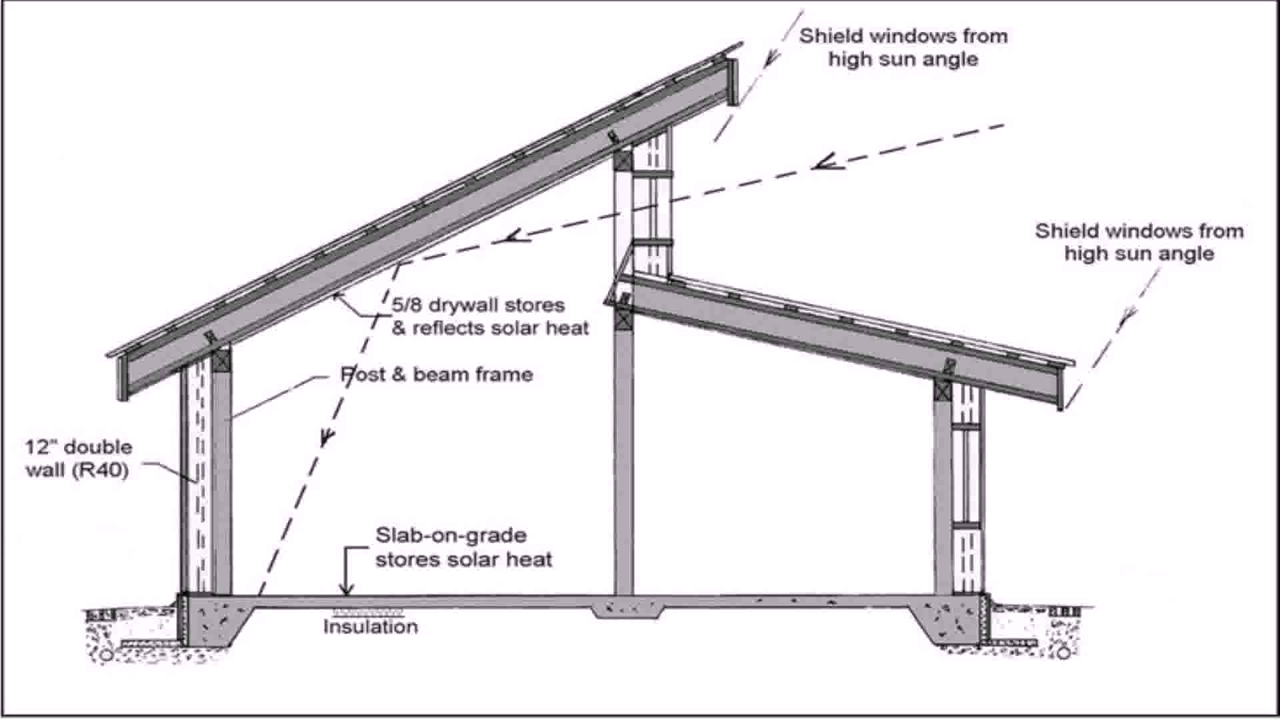 Shield windows from
high sun angle
Shield windows from
high sun angle
5/8 drywall stores
& reflects solar heat
Post & beam frame
12" double
wall (R40)
Slab-on-grade
stores solar heat
Insulation